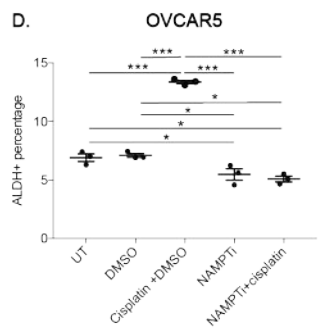 D.
OVCAR5
*** ***
*** ***
*
*
*
*
15
10
5
0
ALDH+ percentage
UT
DMSO
Cisplatin +DMSO
NAMPTi
NAMPTi+cisplatin